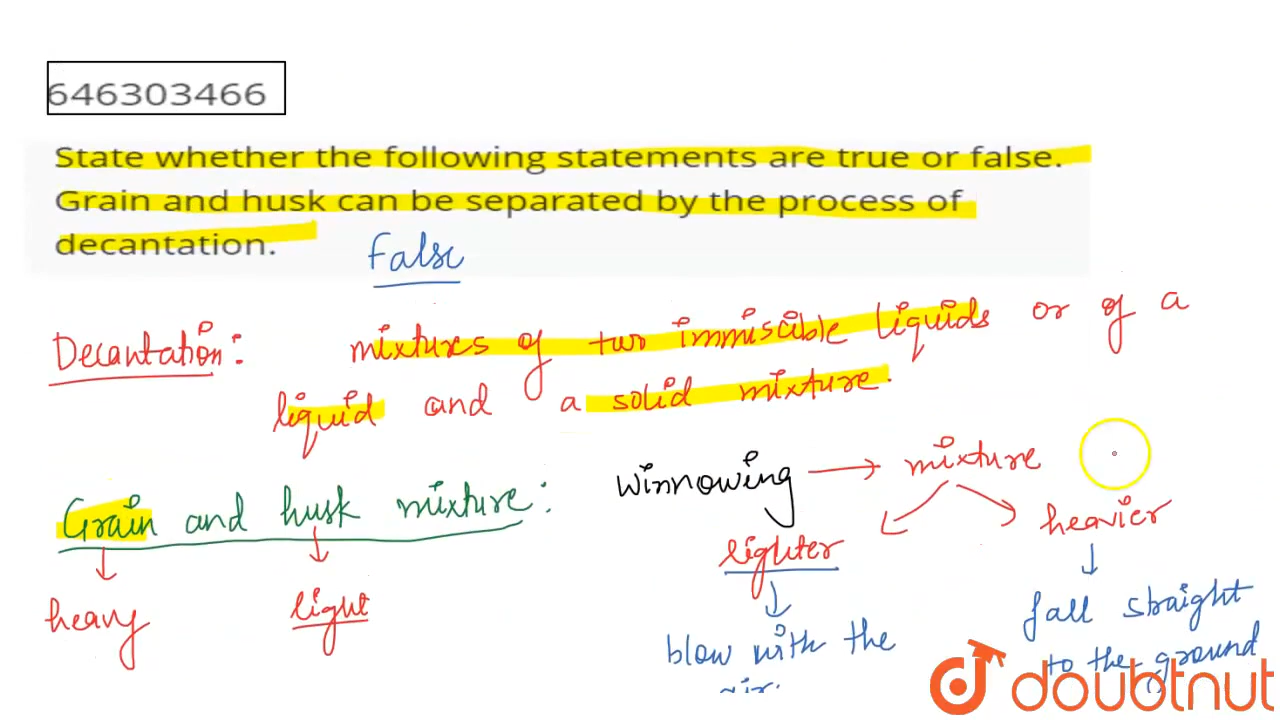 646303466
State whether the following statements are true or false.
Grain and husk can be separated by the process of
decantation.
False
Decantation: mixtures of two immiscible liquids or of a
liquid and a solid mixture.
Grain and husk mixture:
heavy light
winnowing → mixture
lighter heavier
blow with the
air.
fall straight
to the ground
doubtnut